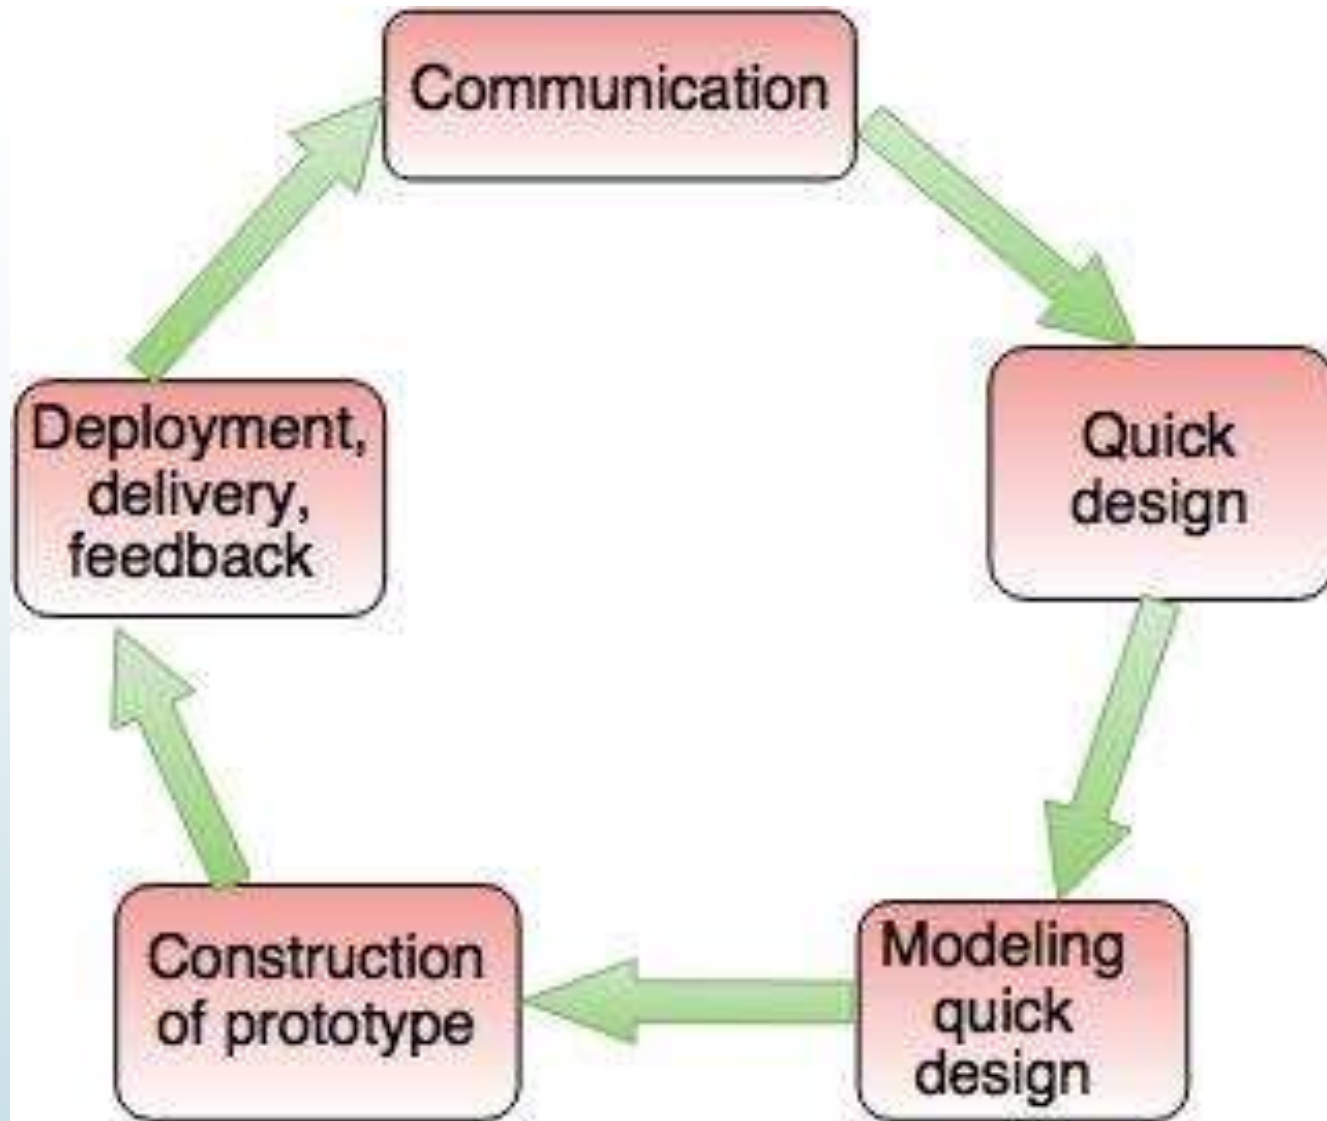 Communication
Quick
design
Modeling
quick
design
Construction
of prototype
Deployment,
delivery,
feedback